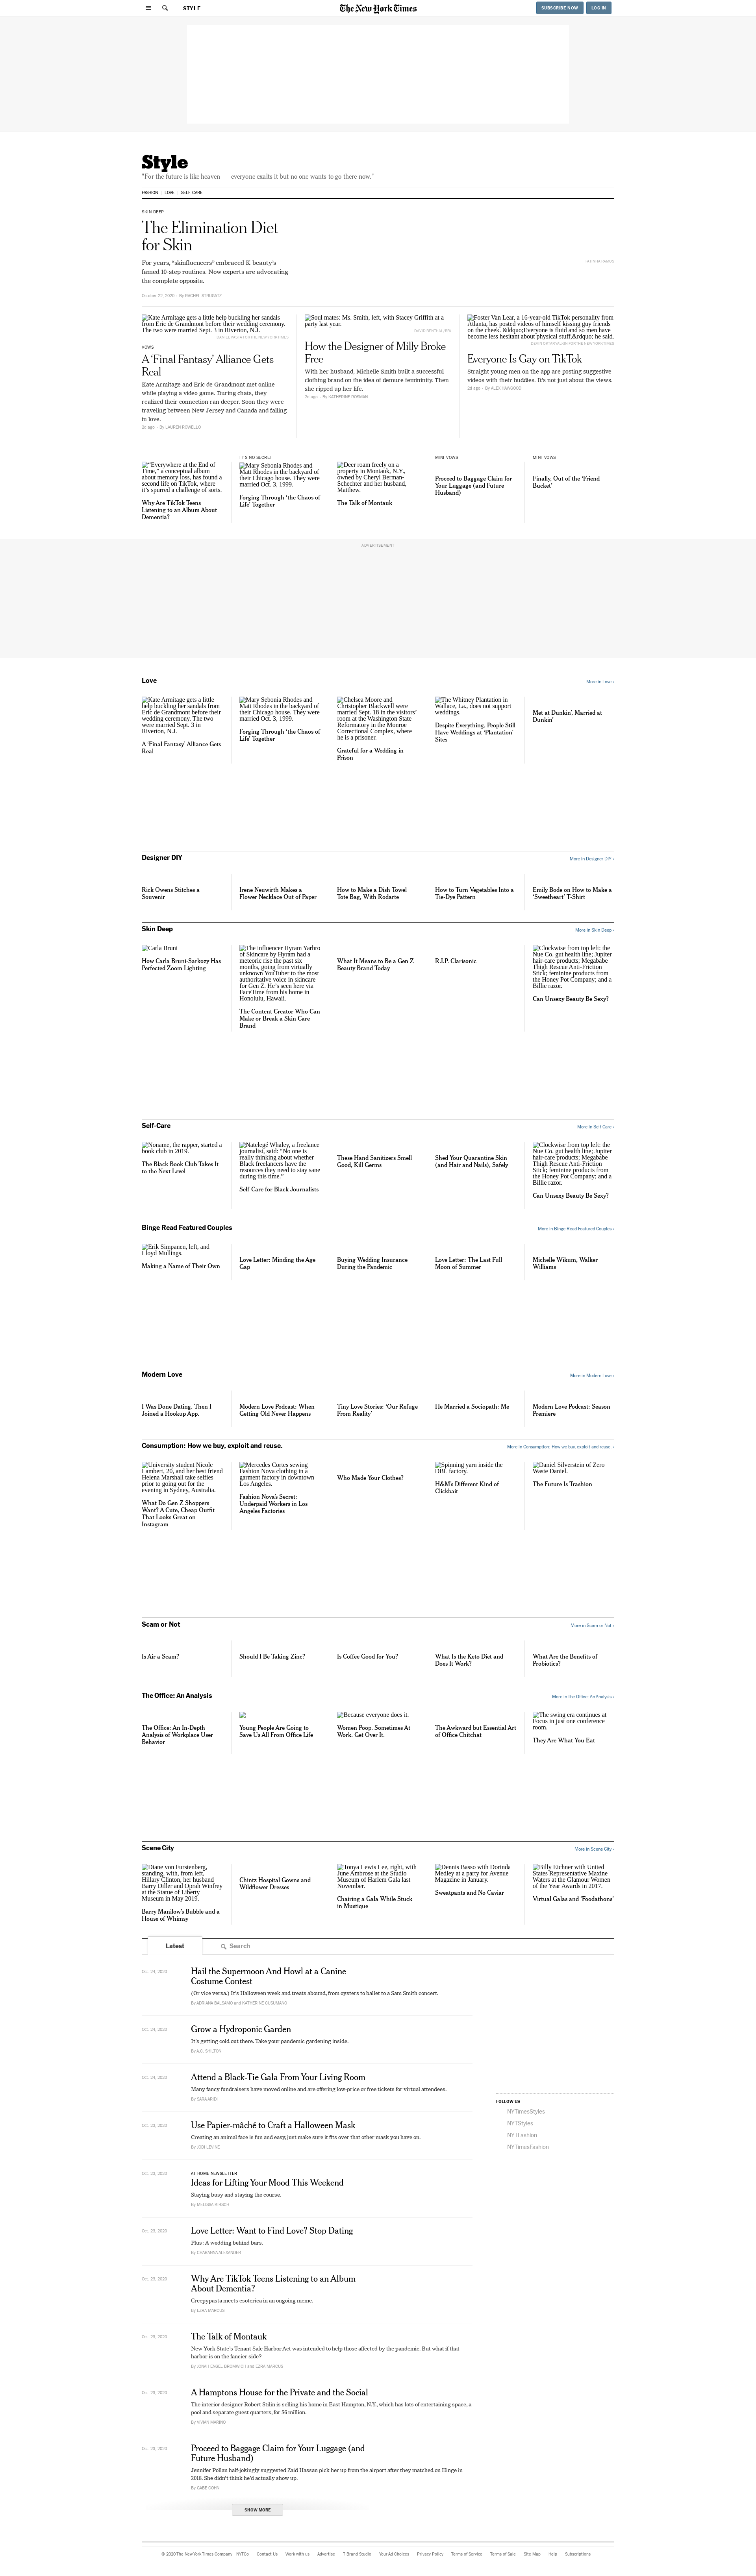 STYLE
The New York Times
SUBSCRIBE NOW
LOG IN
Style
"For the future is like heaven — everyone exalts it but no one wants to go there now."
FASHION
LOVE
SELF-CARE
SKIN DEEP
The Elimination Diet
for Skin
For years, "skinfluencers" embraced K-beauty's
famed 10-step routines. Now experts are advocating
the complete opposite.
October 22, 2020 - By RACHEL STRUGATZ
Kate Armitage gets a little help buckling her sandals
from Eric de Grandmont before their wedding ceremony.
The two were married Sept. 3 in Riverton, N.J.
VOWS
A 'Final Fantasy' Alliance Gets
Real
Kate Armitage and Eric de Grandmont met online
while playing a video game. During chats, they
realized their connection ran deeper. Soon they were
traveling between New Jersey and Canada and falling
in love.
2d ago - By LAUREN ROWELLO
Soul mates: Ms. Smith, left, with Stacey Griffith at a
party last year.
How the Designer of Milly Broke
Free
With her husband, Michelle Smith built a successful
clothing brand on the idea of demure femininity. Then
she ripped up her life.
2d ago - By KATHERINE ROSMAN
Foster Van Lear, a 16-year-old TikTok personality from
Atlanta, has posted videos of himself kissing guy friends
on the cheek. &ldquo;Everyone is fluid and so men have
become less hesitant about physical stuff,&rdquo; he said.
Everyone Is Gay on TikTok
Straight young men on the app are posting suggestive
videos with their buddies. It's not just about the views.
2d ago - By ALEX HAWGOOD
"Everywhere at the End of
Time," a conceptual album
about memory loss, has found a
second life on TikTok, where
it's spurred a challenge of sorts.
Why Are TikTok Teens
Listening to an Album About
Dementia?
IT'S NO SECRET
Mary Sebonia Rhodes and
Matt Rhodes in the backyard of
their Chicago house. They were
married Oct. 3, 1999.
Forging Through 'the Chaos of
Life' Together
Deer roam freely on a
property in Montauk, N.Y.,
owned by Cheryl Berman-
Schechter and her husband,
Matthew.
The Talk of Montauk
MINI-VOWS
Proceed to Baggage Claim for
Your Luggage (and Future
Husband)
MINI-VOWS
Finally, Out of the 'Friend
Bucket'
ADVERTISEMENT
Love
More in Love ›
Kate Armitage gets a little
help buckling her sandals from
Eric de Grandmont before their
wedding ceremony. The two
were married Sept. 3 in
Riverton, N.J.
A 'Final Fantasy' Alliance Gets
Real
Mary Sebonia Rhodes and
Matt Rhodes in the backyard of
their Chicago house. They were
married Oct. 3, 1999.
Forging Through 'the Chaos of
Life' Together
Chelsea Moore and
Christopher Blackwell were
married Sept. 18 in the visitors'
room at the Washington State
Reformatory in the Monroe
Correctional Complex, where
he is a prisoner.
Grateful for a Wedding in
Prison
The Whitney Plantation in
Wallace, La., does not support
weddings.
Despite Everything, People Still
Have Weddings at 'Plantation'
Sites
Met at Dunkin', Married at
Dunkin'
Designer DIY
More in Designer DIY ›
Rick Owens Stitches a
Souvenir
Irene Neuwirth Makes a
Flower Necklace Out of Paper
How to Make a Dish Towel
Tote Bag, With Rodarte
How to Turn Vegetables Into a
Tie-Dye Pattern
Emily Bode on How to Make a
'Sweetheart' T-Shirt
Skin Deep
More in Skin Deep ›
Carla Bruni
How Carla Bruni-Sarkozy Has
Perfected Zoom Lighting
The influencer Hyram Yarbro
of Skincare by Hyram had a
meteoric rise the past six
months, going from virtually
unknown YouTuber to the most
authoritative voice in skincare
for Gen Z. He's seen here via
FaceTime from his home in
Honolulu, Hawaii.
The Content Creator Who Can
Make or Break a Skin Care
Brand
What It Means to Be a Gen Z
Beauty Brand Today
R.I.P. Clarisonic
Clockwise from top left: the
Nue Co. gut health line; Jupiter
hair-care products; Megababe
Thigh Rescue Anti-Friction
Stick; feminine products from
the Honey Pot Company; and a
Billie razor.
Can Unsexy Beauty Be Sexy?
Self-Care
More in Self-Care ›
Noname, the rapper, started a
book club in 2019.
The Black Book Club Takes It
to the Next Level
Natelegé Whaley, a freelance
journalist, said: "No one is
really thinking about whether
Black freelancers have the
resources they need to stay sane
during this time."
Self-Care for Black Journalists
These Hand Sanitizers Smell
Good, Kill Germs
Shed Your Quarantine Skin
(and Hair and Nails), Safely
Clockwise from top left: the
Nue Co. gut health line; Jupiter
hair-care products; Megababe
Thigh Rescue Anti-Friction
Stick; feminine products from
the Honey Pot Company; and a
Billie razor.
Can Unsexy Beauty Be Sexy?
Binge Read Featured Couples
More in Binge Read Featured Couples ›
Erik Simpanen, left, and
Lloyd Mullings.
Making a Name of Their Own
Love Letter: Minding the Age
Gap
Buying Wedding Insurance
During the Pandemic
Love Letter: The Last Full
Moon of Summer
Michelle Wikum, Walker
Williams
Modern Love
More in Modern Love ›
I Was Done Dating. Then I
Joined a Hookup App.
Modern Love Podcast: When
Getting Old Never Happens
Tiny Love Stories: 'Our Refuge
From Reality'
He Married a Sociopath: Me
Modern Love Podcast: Season
Premiere
Consumption: How we buy, exploit and reuse.
More in Consumption: How we buy, exploit and reuse. ›
University student Nicole
Lambert, 20, and her best friend
Helena Marshall take selfies
prior to going out for the
evening in Sydney, Australia.
What Do Gen Z Shoppers
Want? A Cute, Cheap Outfit
That Looks Great on
Instagram
Mercedes Cortes sewing
Fashion Nova clothing in a
garment factory in downtown
Los Angeles.
Fashion Nova's Secret:
Underpaid Workers in Los
Angeles Factories
Who Made Your Clothes?
Spinning yarn inside the
DBL factory.
H&M's Different Kind of
Clickbait
Daniel Silverstein of Zero
Waste Daniel.
The Future Is Trashion
Scam or Not
More in Scam or Not ›
Is Air a Scam?
Should I Be Taking Zinc?
Is Coffee Good for You?
What Is the Keto Diet and
Does It Work?
What Are the Benefits of
Probiotics?
The Office: An Analysis
More in The Office: An Analysis ›
The Office: An In-Depth
Analysis of Workplace User
Behavior
Young People Are Going to
Save Us All From Office Life
Because everyone does it.
Women Poop. Sometimes At
Work. Get Over It.
The Awkward but Essential Art
of Office Chitchat
The swing era continues at
Focus in just one conference
room.
They Are What You Eat
Scene City
More in Scene City ›
Diane von Furstenberg,
standing, with, from left,
Hillary Clinton, her husband
Barry Diller and Oprah Winfrey
at the Statue of Liberty
Museum in May 2019.
Barry Manilow's Bubble and a
House of Whimsy
Chintz Hospital Gowns and
Wildflower Dresses
Tonya Lewis Lee, right, with
June Ambrose at the Studio
Museum of Harlem Gala last
November.
Chairing a Gala While Stuck
in Mustique
Dennis Basso with Dorinda
Medley at a party for Avenue
Magazine in January.
Sweatpants and No Caviar
Billy Eichner with United
States Representative Maxine
Waters at the Glamour Women
of the Year Awards in 2017.
Virtual Galas and 'Foodathons'
Latest
Search
Oct. 24, 2020
Hail the Supermoon And Howl at a Canine
Costume Contest
(Or vice versa.) It's Halloween week and treats abound, from oysters to ballet to a Sam Smith concert.
By ADRIANA BALSAMO and KATHERINE CUSUMANO
Oct. 24, 2020
Grow a Hydroponic Garden
It's getting cold out there. Take your pandemic gardening inside.
By A.C. SHILTON
Oct. 24, 2020
Attend a Black-Tie Gala From Your Living Room
Many fancy fundraisers have moved online and are offering low-price or free tickets for virtual attendees.
By SARA ARIDI
Oct. 23, 2020
Use Papier-mâché to Craft a Halloween Mask
Creating an animal face is fun and easy, just make sure it fits over that other mask you have on.
By JODI LEVINE
Oct. 23, 2020
AT HOME NEWSLETTER
Ideas for Lifting Your Mood This Weekend
Staying busy and staying the course.
By MELISSA KIRSCH
Oct. 23, 2020
Love Letter: Want to Find Love? Stop Dating
Plus: A wedding behind bars.
By CHARANNA ALEXANDER
Oct. 23, 2020
Why Are TikTok Teens Listening to an Album
About Dementia?
Creepypasta meets esoterica in an ongoing meme.
By EZRA MARCUS
Oct. 23, 2020
The Talk of Montauk
New York State's Tenant Safe Harbor Act was intended to help those affected by the pandemic. But what if that
harbor is on the fancier side?
By JONAH ENGEL BROMWICH and EZRA MARCUS
Oct. 23, 2020
A Hamptons House for the Private and the Social
The interior designer Robert Stilin is selling his home in East Hampton, N.Y., which has lots of entertaining space, a
pool and separate guest quarters, for $6 million.
By VIVIAN MARINO
Oct. 23, 2020
Proceed to Baggage Claim for Your Luggage (and
Future Husband)
Jennifer Pollan half-jokingly suggested Zaid Hassan pick her up from the airport after they matched on Hinge in
2018. She didn't think he'd actually show up.
By GABE COHN
SHOW MORE
FOLLOW US
NYTimesStyles
NYTStyles
NYTFashion
NYTimesFashion
© 2020 The New York Times Company
NYTCo
Contact Us
Work with us
Advertise
T Brand Studio
Your Ad Choices
Privacy Policy
Terms of Service
Terms of Sale
Site Map
Help
Subscriptions